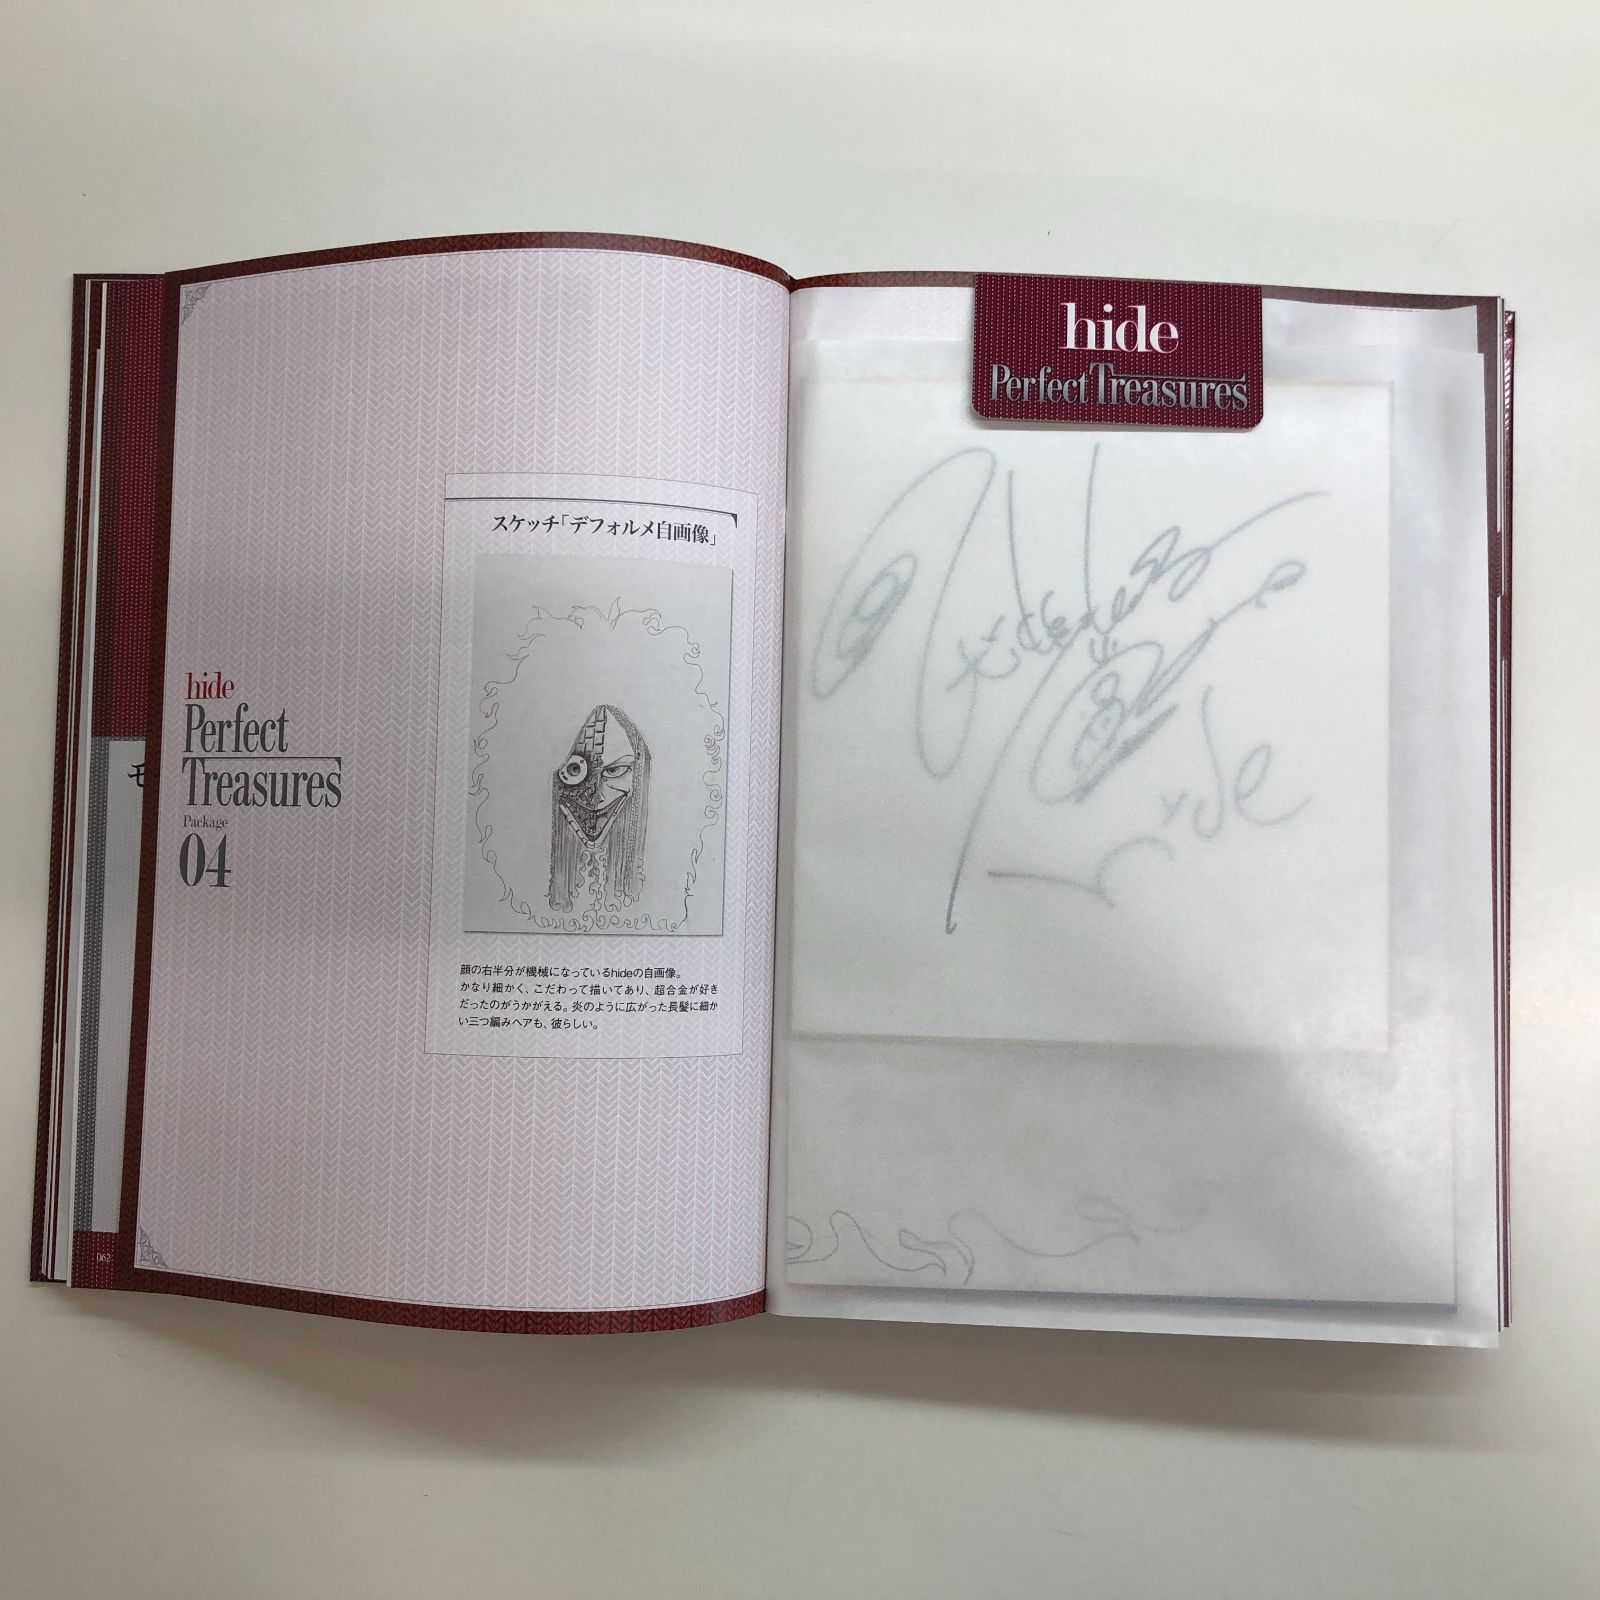 スケッチ「デフォルメ自画像」
hide
Perfect
Treasures
Package
04
顔の右半分が機械になっているhideの自画像。
かなり細かく、こだわって描いてあり、超合金が好き
だったのがうかがえる。炎のように広がった長髪に細か
い三つ編みヘアも、彼らしい。
モ
062
hide
Perfect Treasures